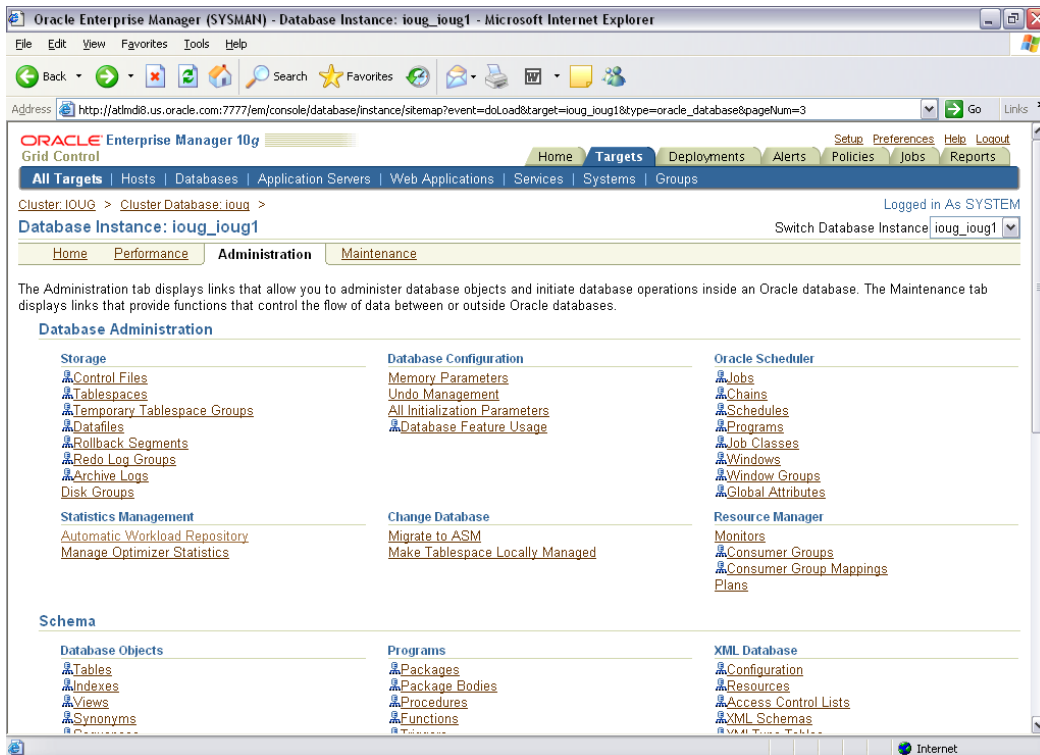 Oracle Enterprise Manager (SYSMAN) - Database Instance: ioug_ioug1 - Microsoft Internet Explorer
File Edit View Favorites Tools Help
Back Search Favorites
Address http://atlmdi8.us.oracle.com:7777/em/console/database/instance/sitemap?event=doLoad&target=ioug_ioug1&type=oracle_database&pageNum=3 Go Links
Setup Preferences Help Logout
ORACLE Enterprise Manager 10g
Grid Control
Home Targets Deployments Alerts Policies Jobs Reports
All Targets | Hosts | Databases | Application Servers | Web Applications | Services | Systems | Groups
Cluster: IOUG > Cluster Database: ioug >
Logged in As SYSTEM
Database Instance: ioug_ioug1
Switch Database Instance ioug_ioug1
Home Performance Administration Maintenance
The Administration tab displays links that allow you to administer database objects and initiate database operations inside an Oracle database. The Maintenance tab
displays links that provide functions that control the flow of data between or outside Oracle databases.
Database Administration
Storage
Control Files
Tablespaces
Temporary Tablespace Groups
Datafiles
Rollback Segments
Redo Log Groups
Archive Logs
Disk Groups
Database Configuration
Memory Parameters
Undo Management
All Initialization Parameters
Database Feature Usage
Oracle Scheduler
Jobs
Chains
Schedules
Programs
Job Classes
Windows
Window Groups
Global Attributes
Statistics Management
Automatic Workload Repository
Manage Optimizer Statistics
Change Database
Migrate to ASM
Make Tablespace Locally Managed
Resource Manager
Monitors
Consumer Groups
Consumer Group Mappings
Plans
Schema
Database Objects
Tables
Indexes
Views
Synonyms
Programs
Packages
Package Bodies
Procedures
Functions
XML Database
Configuration
Resources
Access Control Lists
XML Schemas
Internet